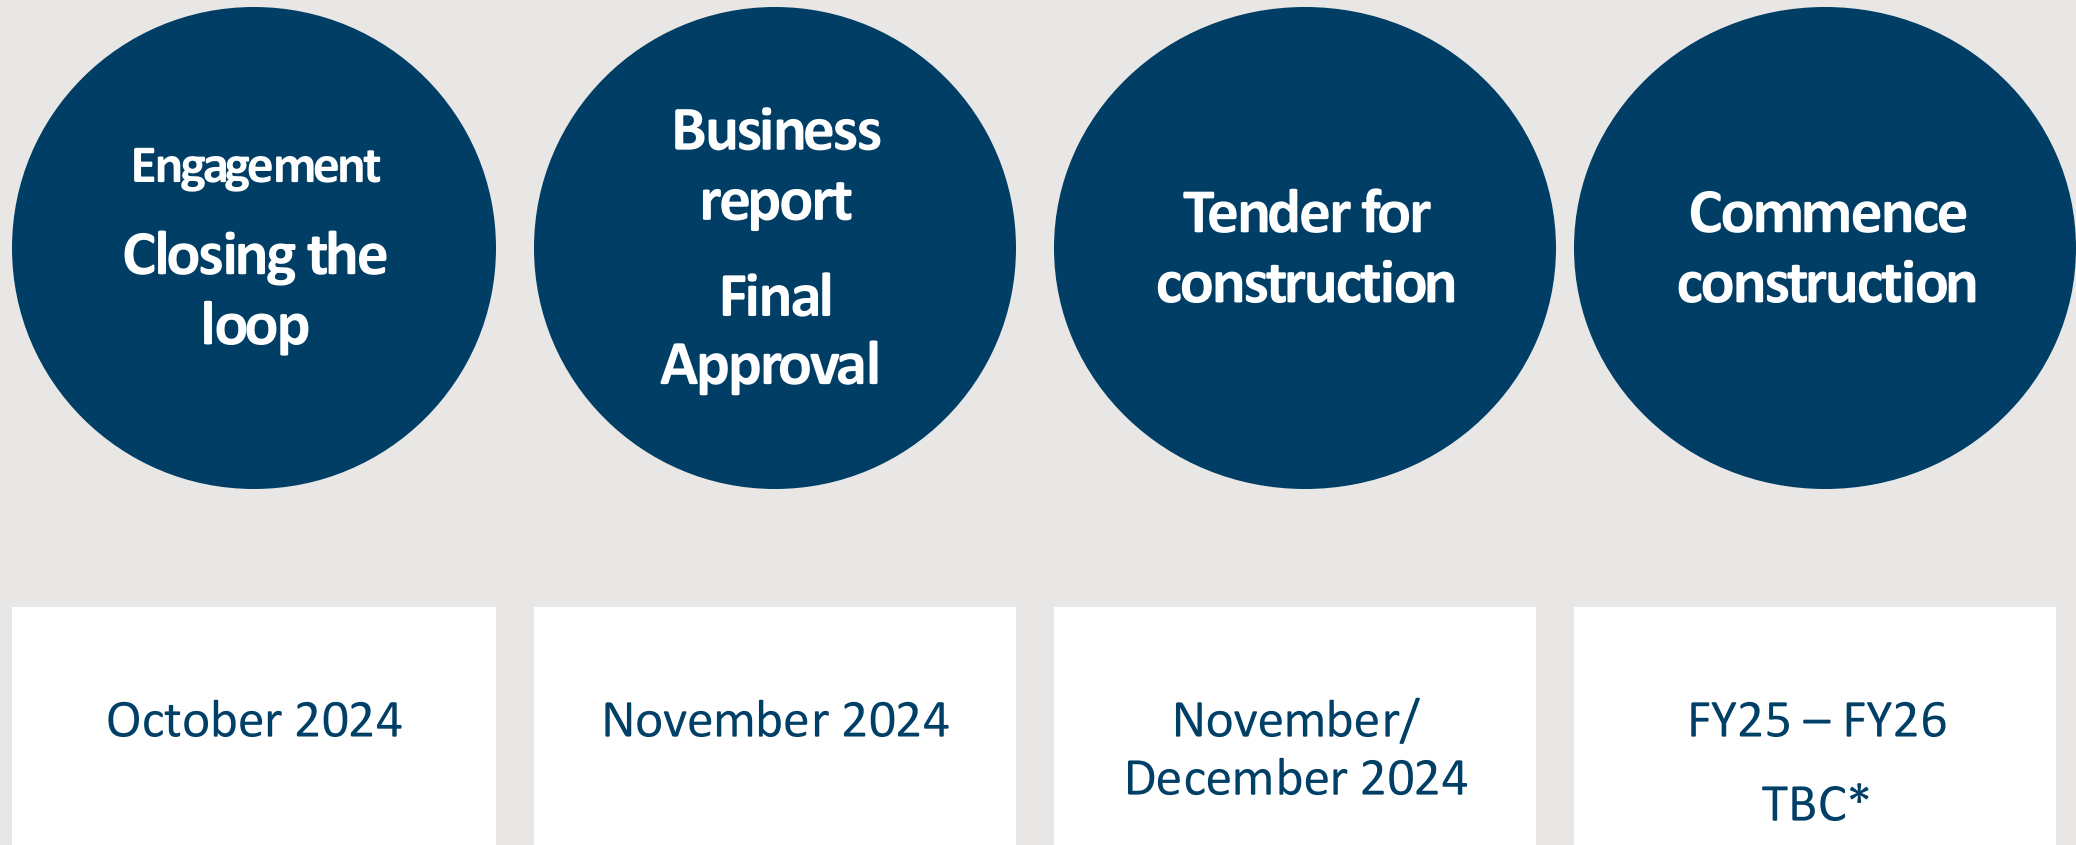 Engagement
Closing the
loop
Business
report
Final
Approval
Tender for
construction
Commence
construction
October 2024
November 2024
November/
December 2024
FY25 – FY26
TBC*